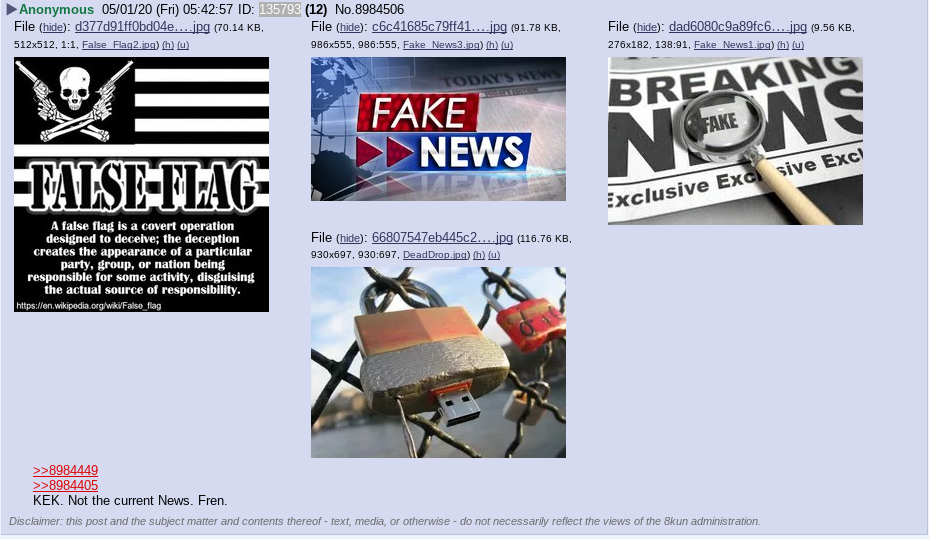 ▶Anonymous 05/01/20 (Fri) 05:42:57 ID: 135793 (12) No.8984506
File (hide): d377d91ff0bd04e….jpg (70.14 KB, 512x512, 1:1, False_Flag2.jpg) (h) (u)
FALSE FLAG
A false flag is a covert operation
designed to deceive; the deception
creates the appearance of a particular
party, group, or nation being
responsible for some activity, disguising
the actual source of responsibility.
https://en.wikipedia.org/wiki/False_flag
File (hide): c6c41685c79ff41….jpg (91.78 KB,
986x555, 986:555, Fake_News3.jpg) (h) (u)
TODAY'S NEWS
FAKE
NEWS
File (hide): dad6080c9a89fc6….jpg (9.56 KB,
276x182, 138:91, Fake_News1.jpg) (h) (u)
BREAKING
NEWS
FAKE
Exclusive Exclusive Excl
File (hide): 66807547eb445c2….jpg (116.76 KB,
930x697, 930:697, DeadDrop.jpg) (h) (u)
>>8984449
>>8984405
KEK. Not the current News. Fren.
Disclaimer: this post and the subject matter and contents thereof - text, media, or otherwise - do not necessarily reflect the views of the 8kun administration.